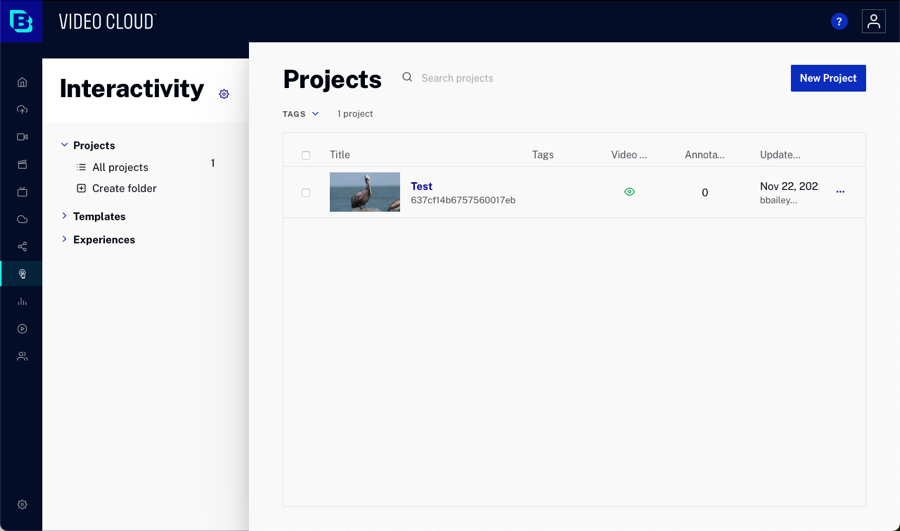 VIDEO CLOUD
?
Interactivity
Projects
All projects 1
Create folder
Templates
Experiences
Projects
Search projects
New Project
TAGS
1 project
Title Tags Video ... Annota... Update...
Test
637cf14b6757560017eb
0
Nov 22, 202
bbailey...
...